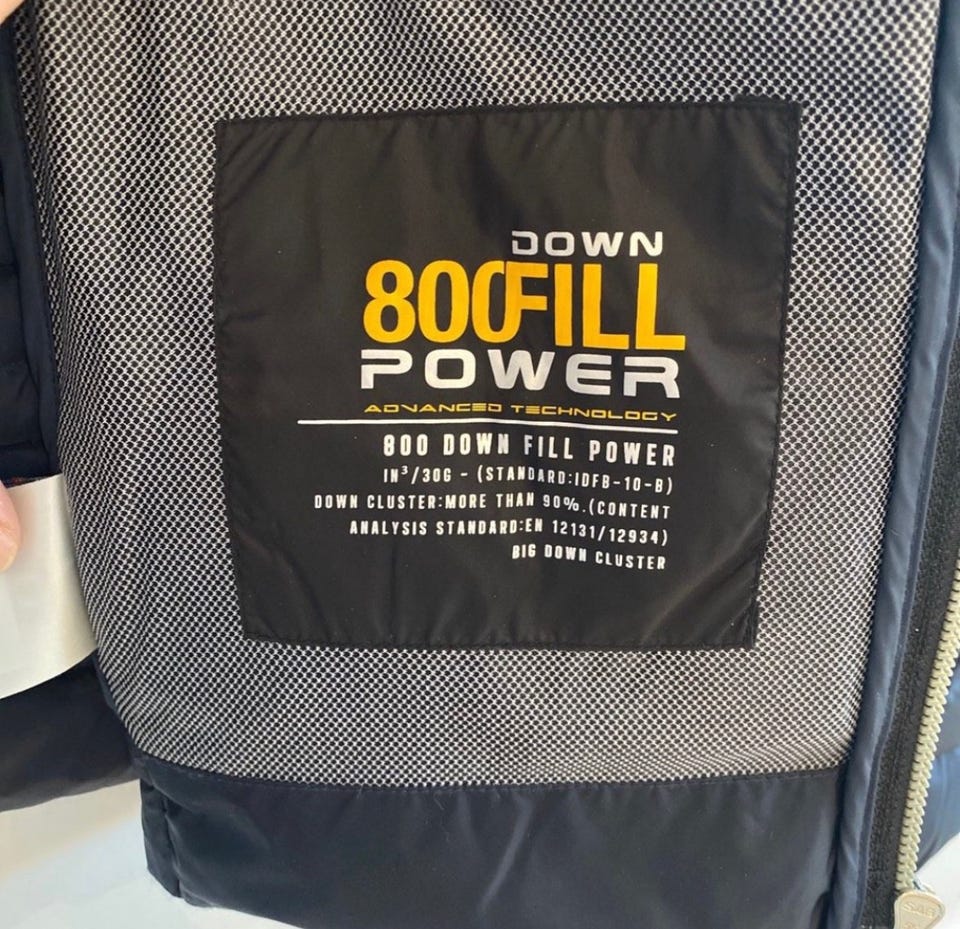 DOWN
800FILL
POWER
ADVANCED TECHNOLOGY
800 DOWN FILL POWER
IN³/30G - (STANDARD:IDFB-10-B)
DOWN CLUSTER:MORE THAN 90%.(CONTENT
ANALYSIS STANDARD:EN 12131/12934)
BIG DOWN CLUSTER